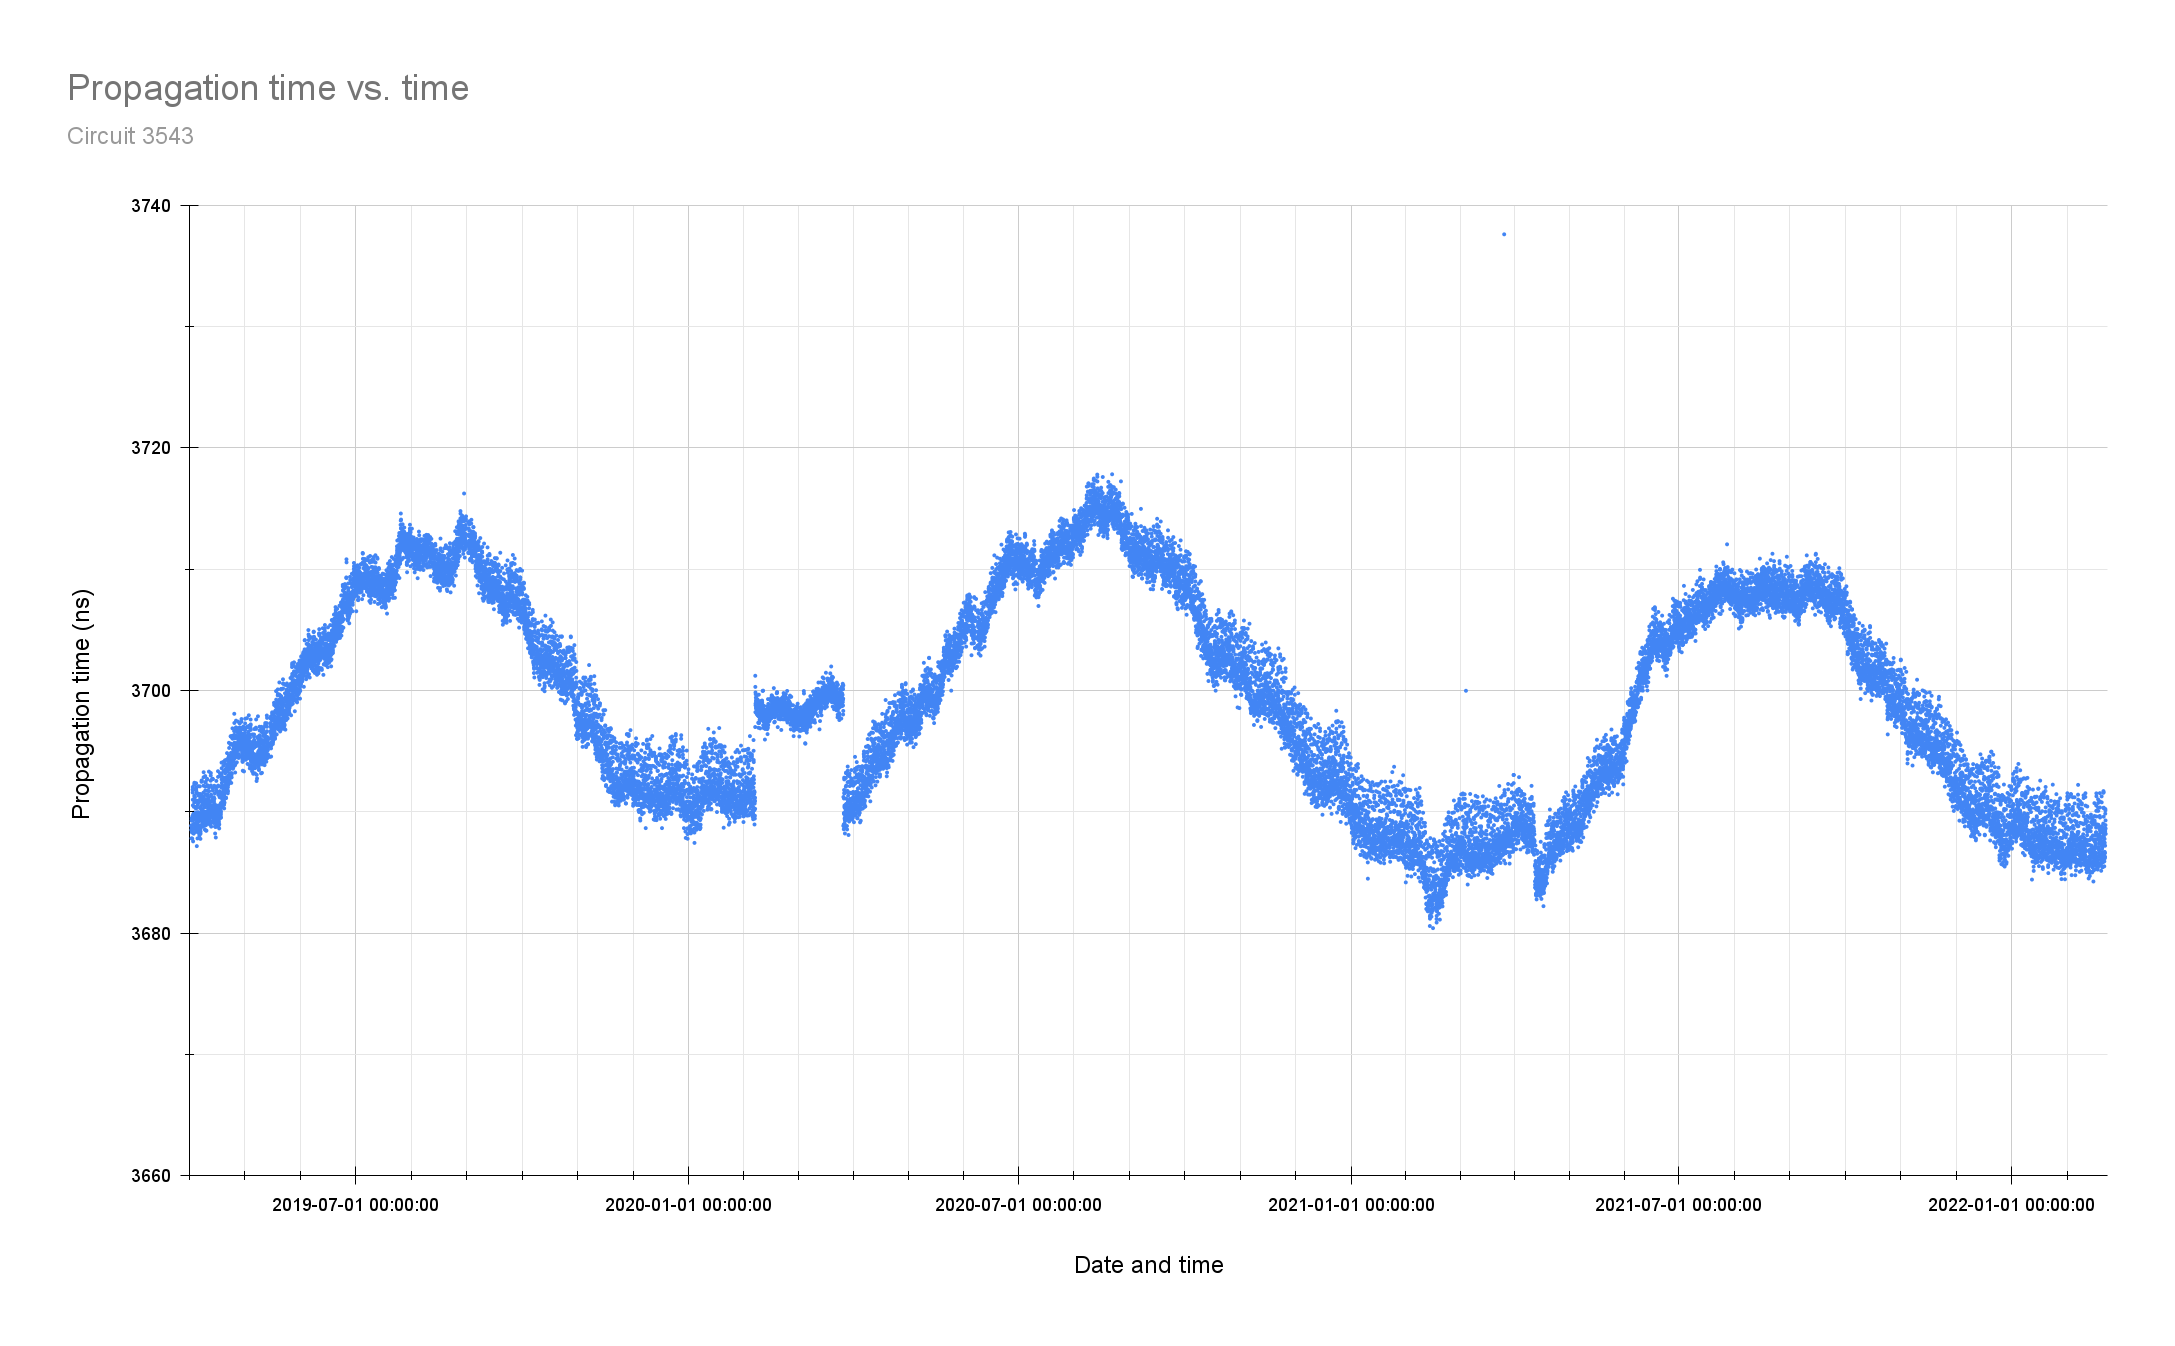 Propagation time vs. time
Circuit 3543
Propagation time (ns)
3740
3720
3700
3680
3660
2019-07-01 00:00:00
2020-01-01 00:00:00
2020-07-01 00:00:00
2021-01-01 00:00:00
2021-07-01 00:00:00
2022-01-01 00:00:00
Date and time